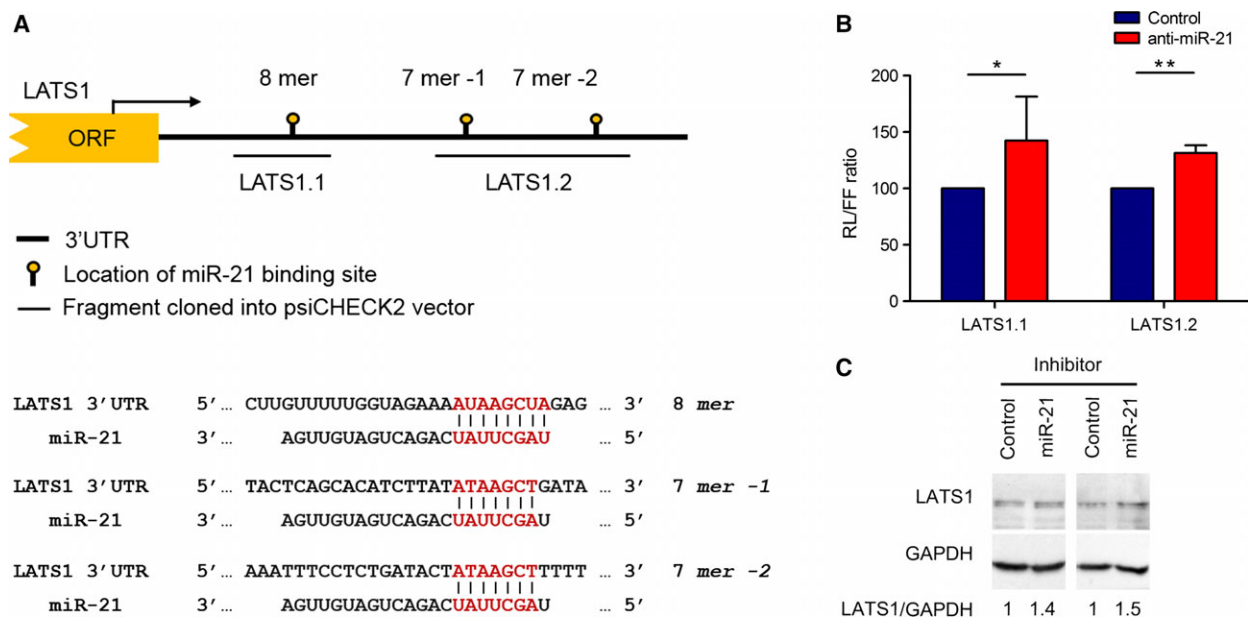 A
LATS1
8 mer
7 mer -1
7 mer -2
ORF
LATS1.1
LATS1.2
3'UTR
Location of miR-21 binding site
Fragment cloned into psiCHECK2 vector
LATS1 3'UTR 5'… CUUGUUUUUGGUAGAAAAUAAGCUAGAG … 3' 8 mer
miR-21 3'… AGUUGUAGUCAGACUAUUCGAU … 5'
LATS1 3'UTR 5'… TACTCAGCACATCTTATATAAGCTGATA … 3' 7 mer -1
miR-21 3'… AGUUGUAGUCAGACUAUUCGAU … 5'
LATS1 3'UTR 5'… AAATTTCCTCTGATACTATAAGCTTTTT … 3' 7 mer -2
miR-21 3'… AGUUGUAGUCAGACUAUUCGAU … 5'
B
Control
anti-miR-21
RL/FF ratio
200
150
100
50
0
*
**
LATS1.1
LATS1.2
C
Inhibitor
Control
miR-21
Control
miR-21
LATS1
GAPDH
LATS1/GAPDH 1 1.4 1 1.5